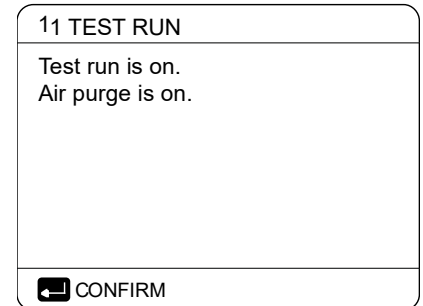 11 TEST RUN
Test run is on.
Air purge is on.
CONFIRM